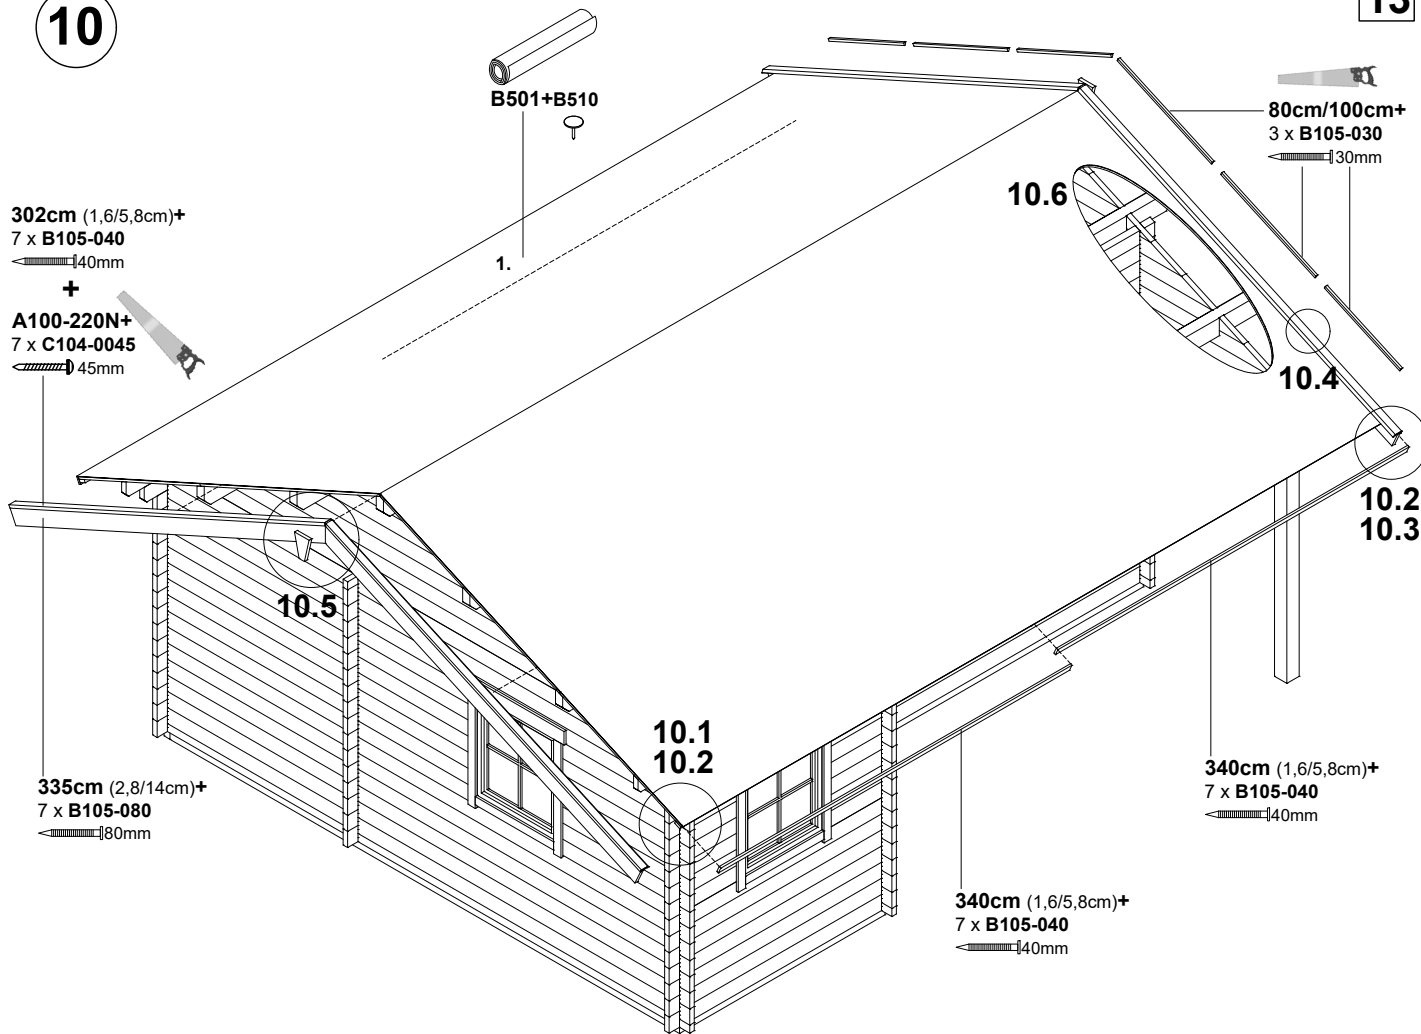 10
13
B501+B510
80cm/100cm+
3 x B105-030
30mm
10.6
302cm (1,6/5,8cm)+
7 x B105-040
40mm
+
A100-220N+
7 x C104-0045
45mm
1.
10.4
10.2
10.3
10.5
10.1
10.2
335cm (2,8/14cm)+
7 x B105-080
80mm
340cm (1,6/5,8cm)+
7 x B105-040
40mm
340cm (1,6/5,8cm)+
7 x B105-040
40mm